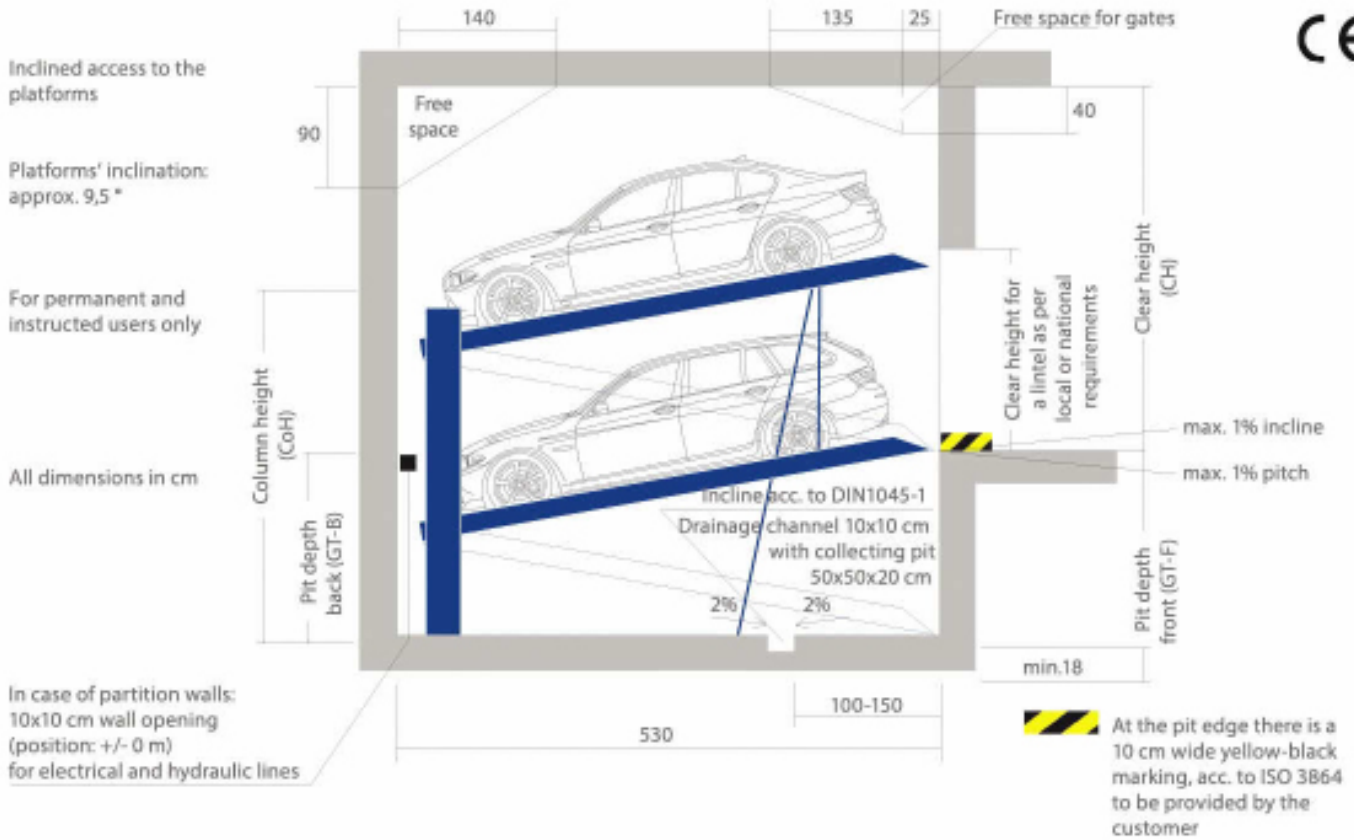 140
135
25
Free space for gates
CE
Inclined access to the
platforms
Free
space
90
40
Platforms' inclination:
approx. 9,5 °
For permanent and
instructed users only
Clear height
(CH)
Clear height for
a lintel as per
local or national
requirements
Column height
(CoH)
max. 1% incline
max. 1% pitch
All dimensions in cm
Incline acc. to DIN1045-1
Drainage channel 10x10 cm
with collecting pit
50x50x20 cm
Pit depth
back (GT-B)
2%
2%
Pit depth
front (GT-F)
min.18
In case of partition walls:
10x10 cm wall opening
(position: +/- 0 m)
for electrical and hydraulic lines
100-150
530
At the pit edge there is a
10 cm wide yellow-black
marking, acc. to ISO 3864
to be provided by the
customer